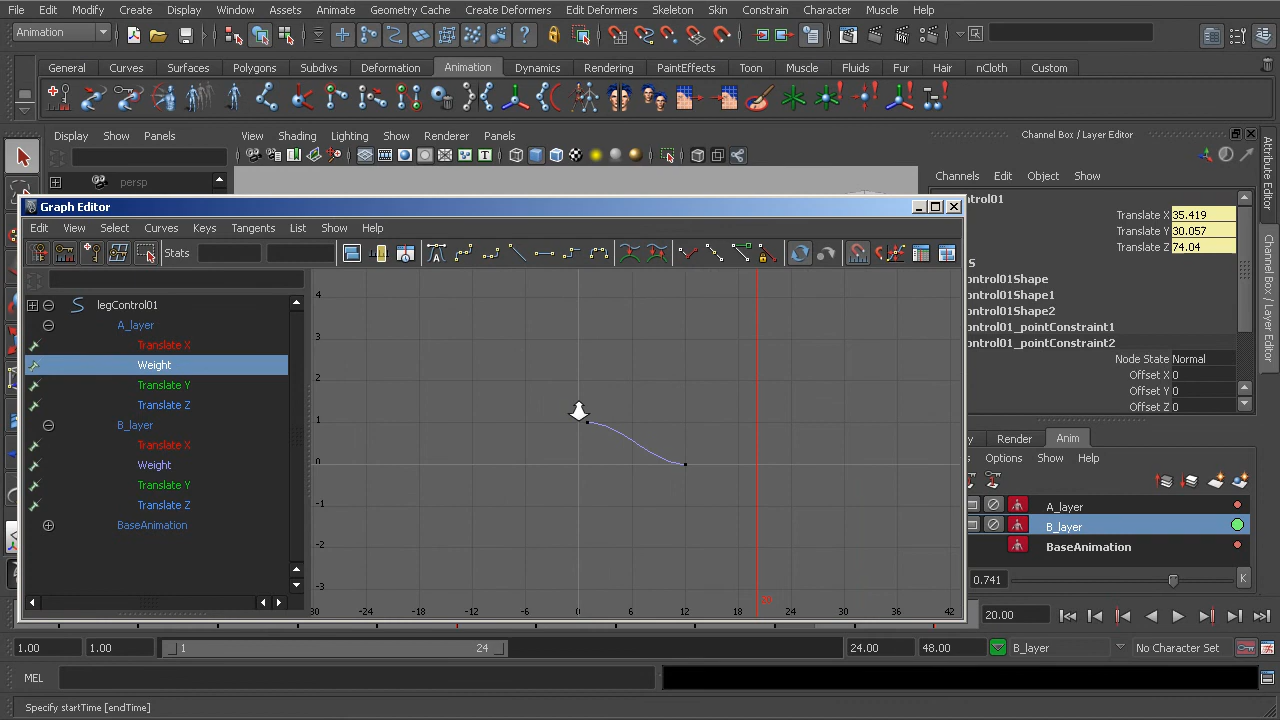 File Edit Modify Create Display Window Assets Animate Geometry Cache Create Deformers Edit Deformers Skeleton Skin Constrain Character Muscle Help
Animation
General Curves Surfaces Polygons Subdivs Deformation Animation Dynamics Rendering Toon PaintEffects Muscle Fluids Fur Hair nCloth Custom
Display Show Panels View Shading Lighting Show Renderer Panels
Channel Box / Layer Editor
persp
Channels Edit Object Show
Attribute Editor
Channel Box / Layer Editor
ontrol01
Translate X 35.419
Translate Y 30.057
Translate Z 74.04
S
ontrol01Shape
ontrol01Shape1
ontrol01Shape2
ontrol01_pointConstraint1
ontrol01_pointConstraint2
Node State Normal
Offset X 0
Offset Y 0
Offset Z 0
Graph Editor
Edit View Select Curves Keys Tangents List Show Help
Stats
legControl01
A_layer
Translate X
Weight
Translate Y
Translate Z
B_layer
Translate X
Weight
Translate Y
Translate Z
BaseAnimation
4
3
2
1
0
-1
-2
-3
30 -24 -18 -12 -6 0 6 12 18 24 30 36 42
y Render Anim
s Options Show Help
A_layer
B_layer
BaseAnimation
0.741 K
20.00
1.00 1.00 1 24 24.00 48.00 B_layer No Character Set
MEL
Specify startTime [endTime]